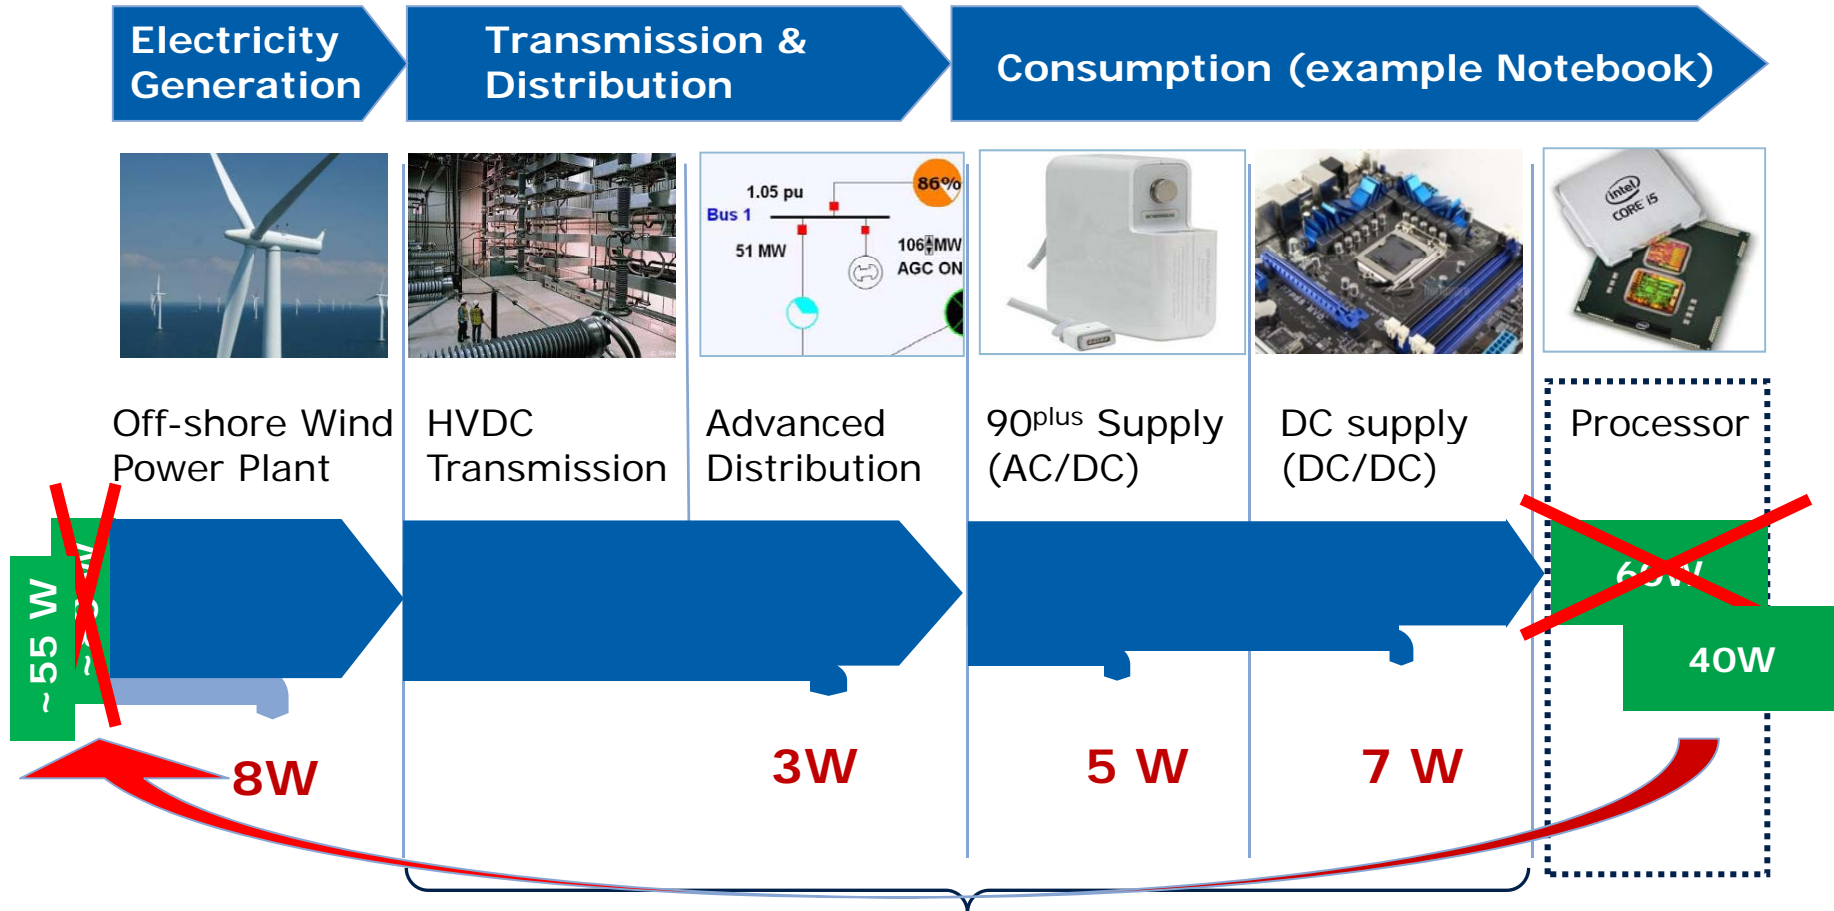 Electricity
Generation
Transmission &
Distribution
Consumption (example Notebook)
1.05 pu
86%
Bus 1
51 MW
106 MW
AGC ON
intel
CORE i5
Off-shore Wind
Power Plant
HVDC
Transmission
Advanced
Distribution
90plus Supply
(AC/DC)
DC supply
(DC/DC)
Processor
~55 W
60W
40W
8W
3W
5 W
7 W